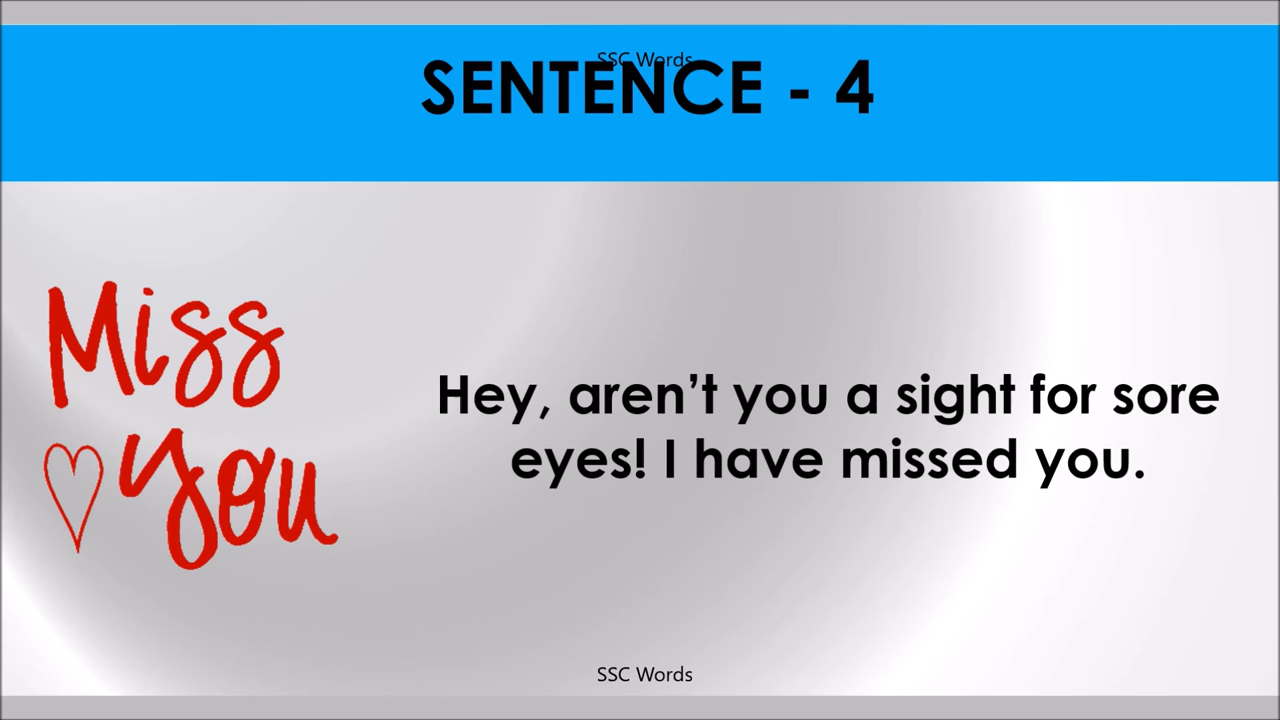 SSC Words
SENTENCE - 4
Miss
You
Hey, aren’t you a sight for sore
eyes! I have missed you.
SSC Words